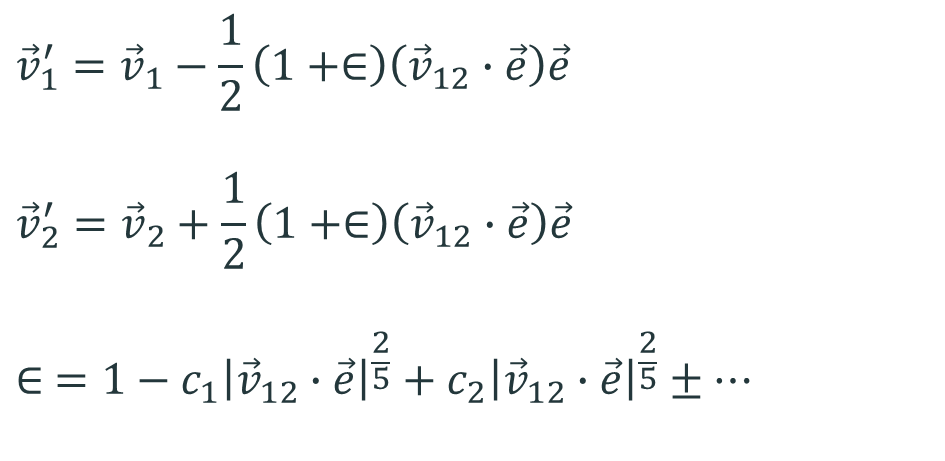 v⃗′₁ = v⃗₁ − 1/2 (1 +∈)(v⃗₁₂ · e⃗)e⃗
v⃗′₂ = v⃗₂ + 1/2 (1 +∈)(v⃗₁₂ · e⃗)e⃗
∈ = 1 − c₁|v⃗₁₂ · e⃗|^(2/5) + c₂|v⃗₁₂ · e⃗|^(2/5) ± ⋯